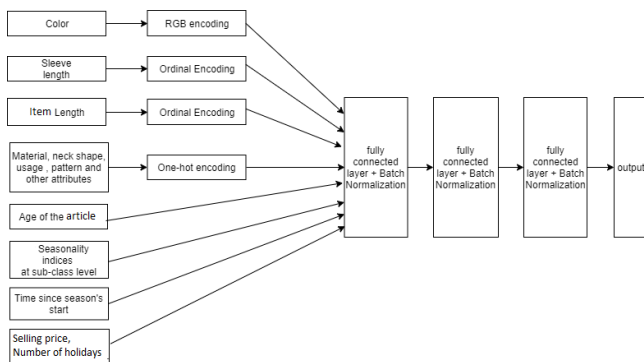 Color
RGB encoding
Sleeve
length
Ordinal Encoding
Item Length
Ordinal Encoding
Material, neck shape,
usage , pattern and
other attributes
One-hot encoding
Age of the article
Seasonality
indices
at sub-class level
Time since season's
start
Selling price,
Number of holidays
fully
connected
layer + Batch
Normalization
fully
connected
layer + Batch
Normalization
fully
connected
layer + Batch
Normalization
output